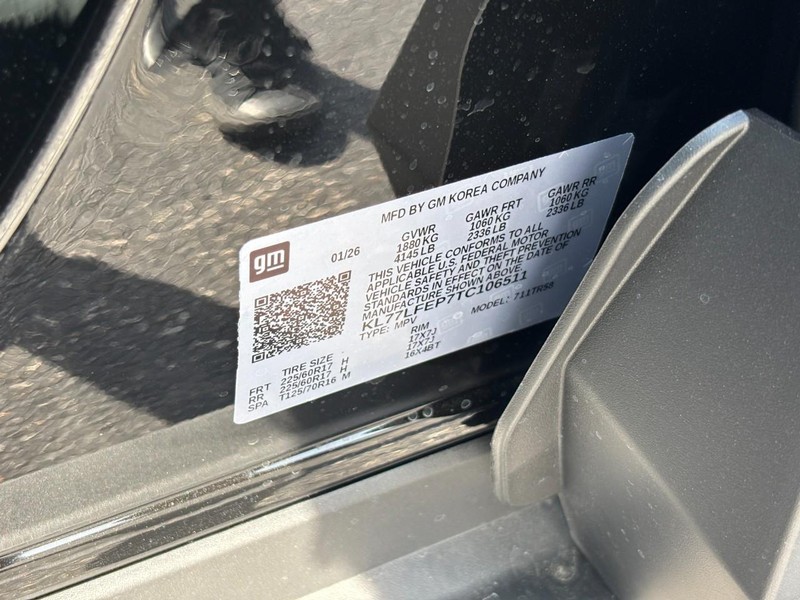 MFD BY GM KOREA COMPANY
gm
01/26
GVWR GAWR FRT GAWR RR
1880 KG 1060 KG 1060 KG
4145 LB 2336 LB 2336 LB
THIS VEHICLE CONFORMS TO ALL
APPLICABLE U.S. FEDERAL MOTOR
VEHICLE SAFETY AND THEFT PREVENTION
STANDARDS IN EFFECT ON THE DATE OF
MANUFACTURE SHOWN ABOVE.
KL77LFEP7TC106511
TYPE: MPV MODEL: 711TR58
TIRE SIZE RIM
FRT 225/60R17 H 17X7J
RR 225/60R17 H 17X7J
SPA T125/70R16 M 16X4BT